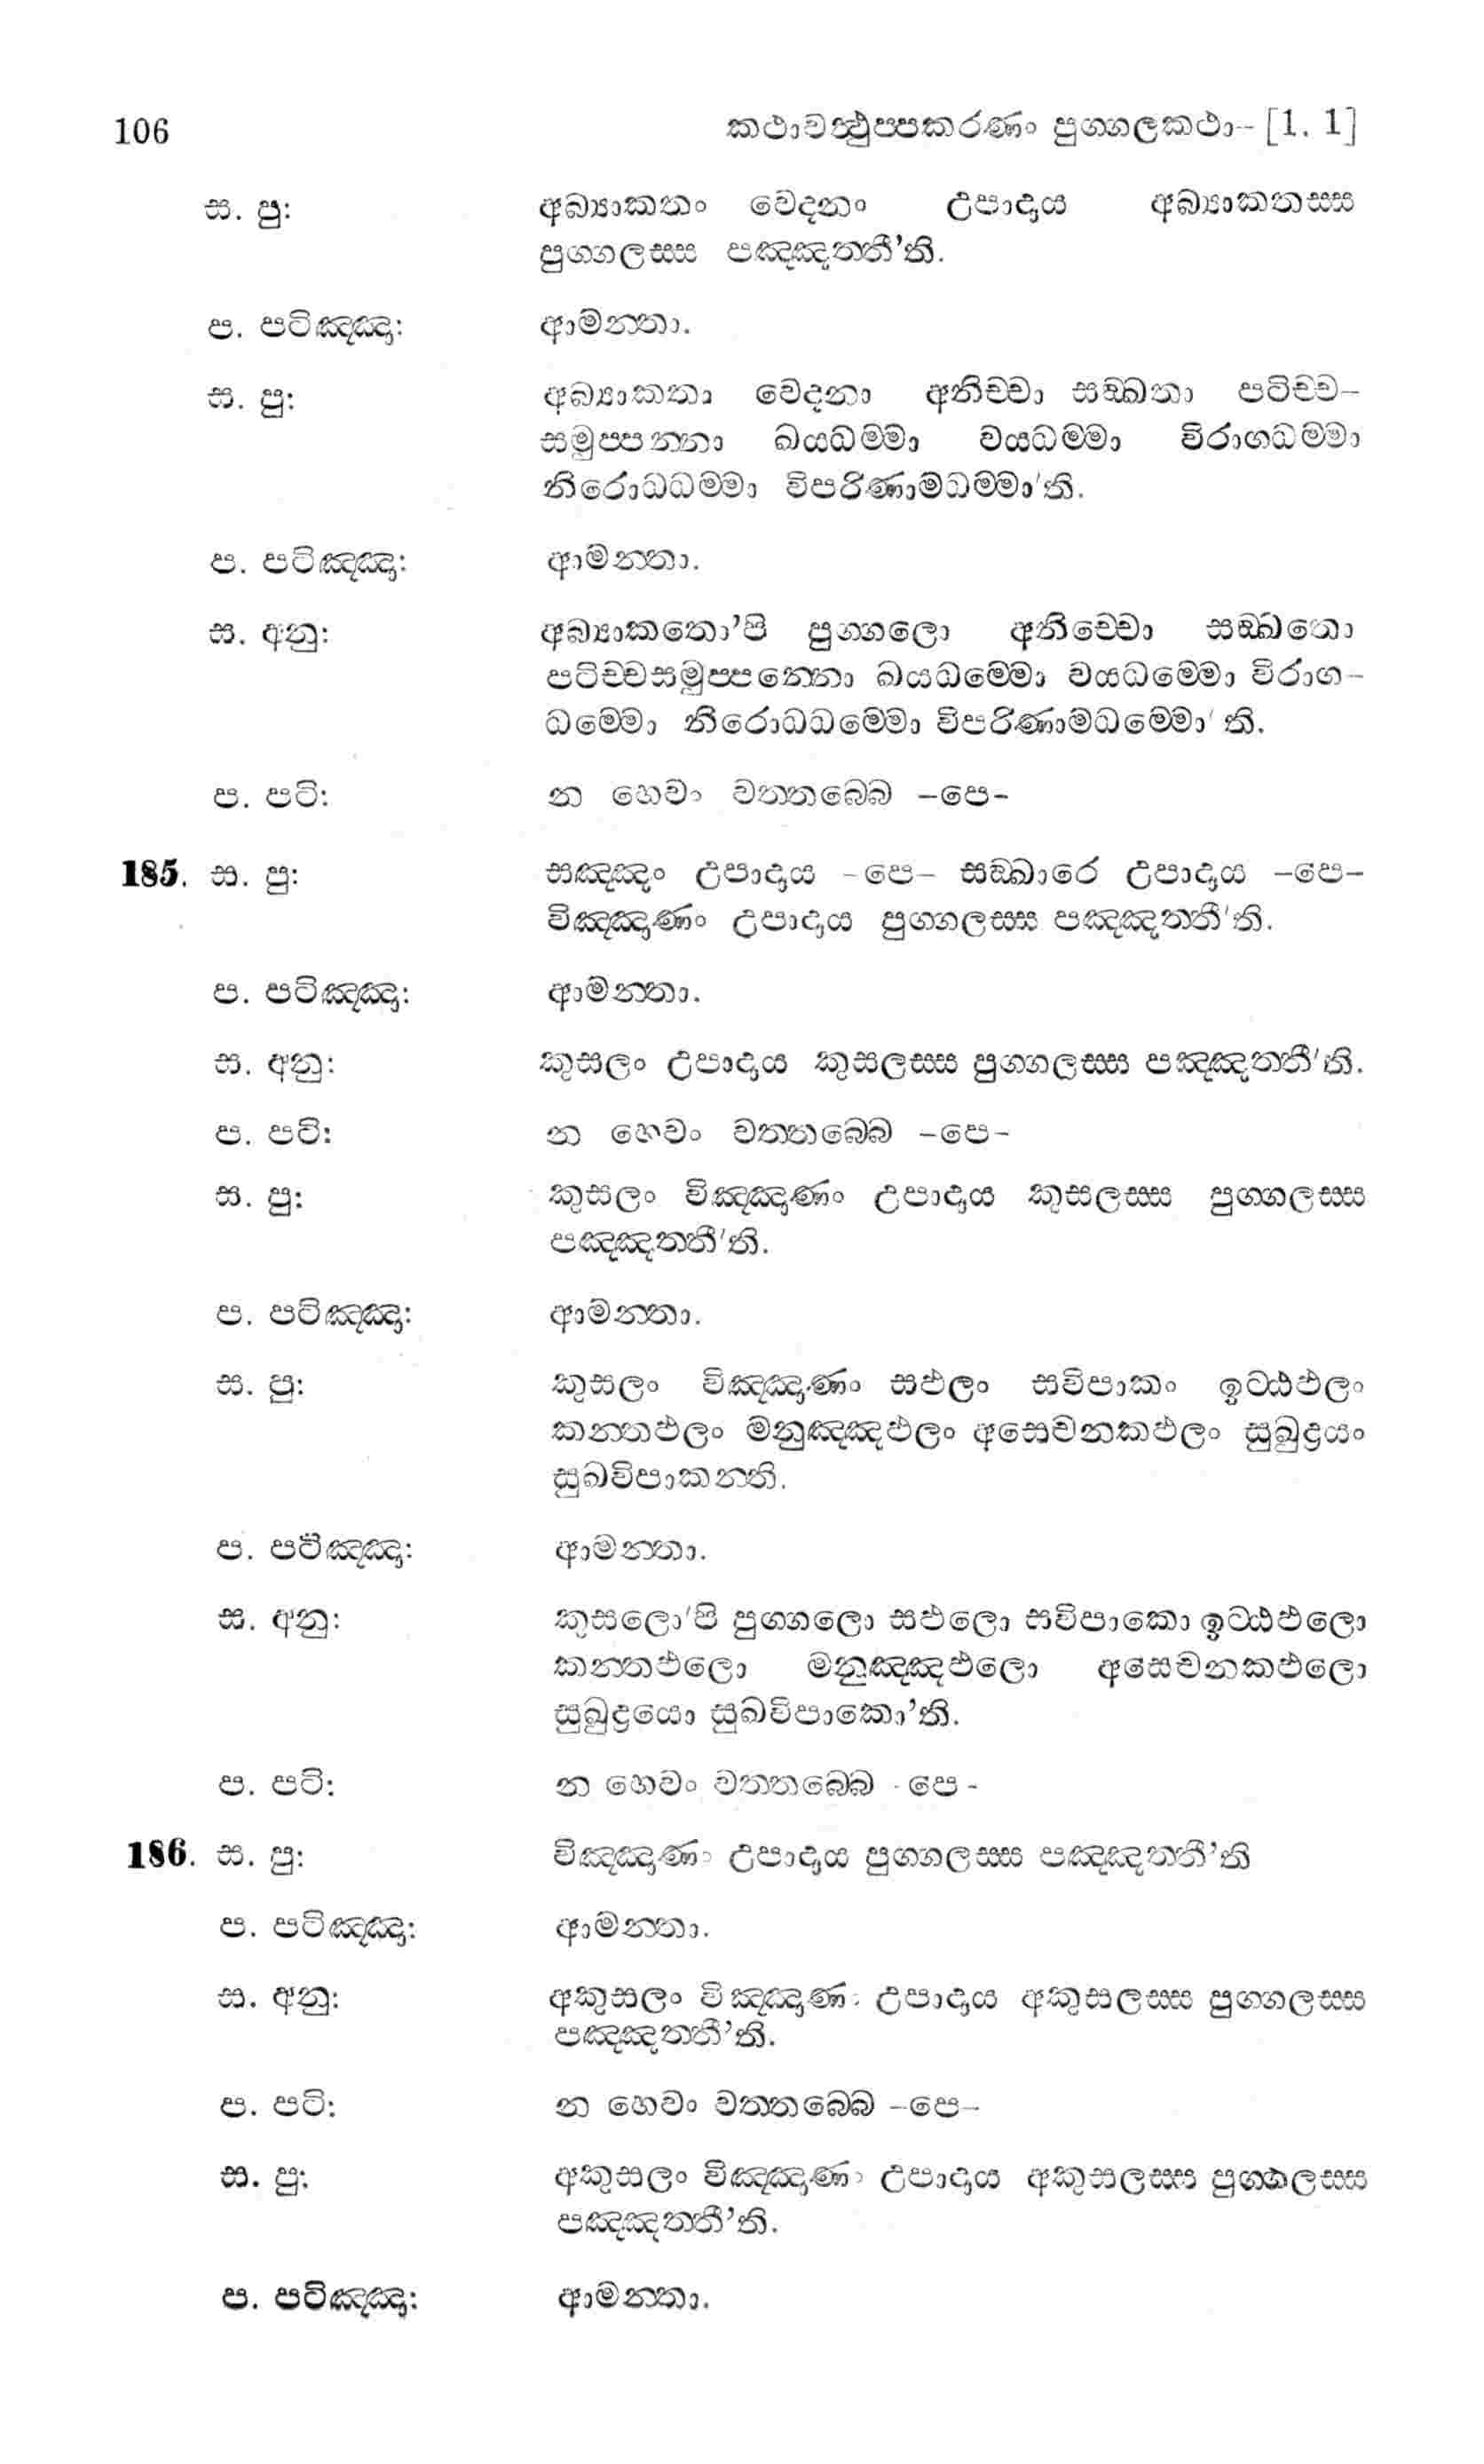 106 කථාවත්ථුප්පකරණං පුග්ගලකථා- [1. 1]
ස. පු: අබ්‍යාකතං වෙදනං උපාදාය අබ්‍යාකතස්ස
පුග්ගලස්ස පඤ්ඤත්තී’ති.
ප. පටිඤ්ඤා: ආමන්තා.
ස. පු: අබ්‍යාකතා වෙදනා අනිච්චා සඞ්ඛතා පටිච්ච-
සමුප්පන්නා ඛයධම්මා වයධම්මා විරාගධම්මා
නිරොධධම්මා විපරිණාමධම්මා’ති.
ප. පටිඤ්ඤා: ආමන්තා.
ස. අනු: අබ්‍යාකතො’පි පුග්ගලො අනිච්චො සඞ්ඛතො
පටිච්චසමුප්පන්නො ඛයධම්මො වයධම්මො විරාග-
ධම්මො නිරොධධම්මො විපරිණාමධම්මො’ති.
ප. පටි: න හෙවං වත්තබ්බෙ -පෙ-
185. ස. පු: සඤ්ඤං උපාදාය -පෙ- සඞ්ඛාරෙ උපාදාය -පෙ-
විඤ්ඤාණං උපාදාය පුග්ගලස්ස පඤ්ඤත්තී’ති.
ප. පටිඤ්ඤා: ආමන්තා.
ස. අනු: කුසලං උපාදාය කුසලස්ස පුග්ගලස්ස පඤ්ඤත්තී’ති.
ප. පටි: න හෙවං වත්තබ්බෙ -පෙ-
ස. පු: කුසලං විඤ්ඤාණං උපාදාය කුසලස්ස පුග්ගලස්ස
පඤ්ඤත්තී’ති.
ප. පටිඤ්ඤා: ආමන්තා.
ස. පු: කුසලං විඤ්ඤාණං සඵලං සවිපාකං ඉට්ඨඵලං
කන්තඵලං මනුඤ්ඤඵලං අසෙචනකඵලං සුඛුද්‍රයං
සුඛවිපාකන්ති.
ප. පටිඤ්ඤා: ආමන්තා.
ස. අනු: කුසලො’පි පුග්ගලො සඵලො සවිපාකො ඉට්ඨඵලො
කන්තඵලො මනුඤ්ඤඵලො අසෙචනකඵලො
සුඛුද්‍රයො සුඛවිපාකො’ති.
ප. පටි: න හෙවං වත්තබ්බෙ -පෙ-
186. ස. පු: විඤ්ඤාණං උපාදාය පුග්ගලස්ස පඤ්ඤත්තී’ති
ප. පටිඤ්ඤා: ආමන්තා.
ස. අනු: අකුසලං විඤ්ඤාණං උපාදාය අකුසලස්ස පුග්ගලස්ස
පඤ්ඤත්තී’ති.
ප. පටි: න හෙවං වත්තබ්බෙ -පෙ-
ස. පු: අකුසලං විඤ්ඤාණං උපාදාය අකුසලස්ස පුග්ගලස්ස
පඤ්ඤත්තී’ති.
ප. පටිඤ්ඤා: ආමන්තා.